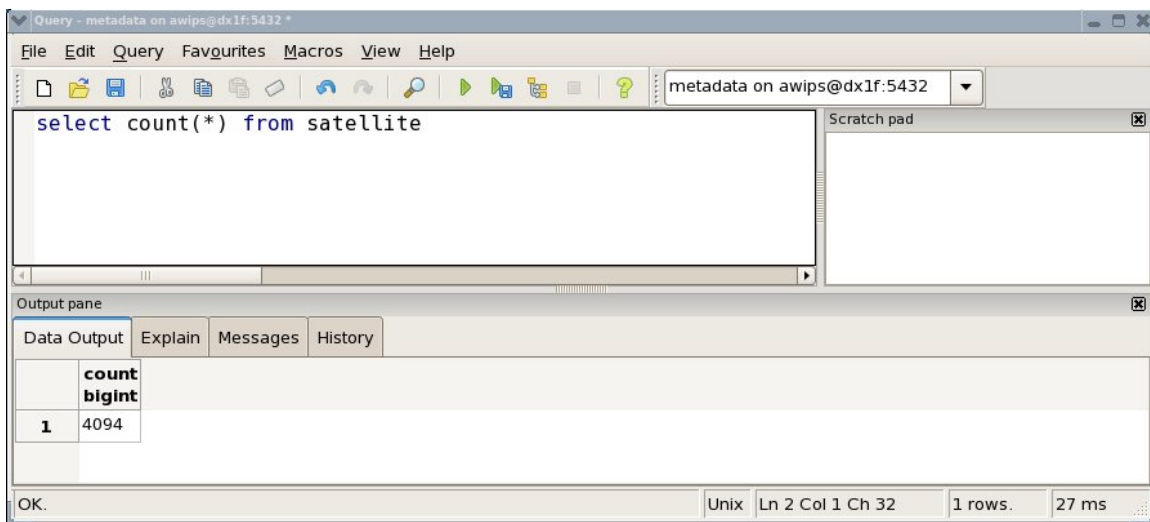 Query - metadata on awips@dx1f:5432 *
File Edit Query Favourites Macros View Help
metadata on awips@dx1f:5432
select count(*) from satellite
Scratch pad
Output pane
Data Output Explain Messages History
count
bigint
1 4094
OK. Unix Ln 2 Col 1 Ch 32 1 rows. 27 ms